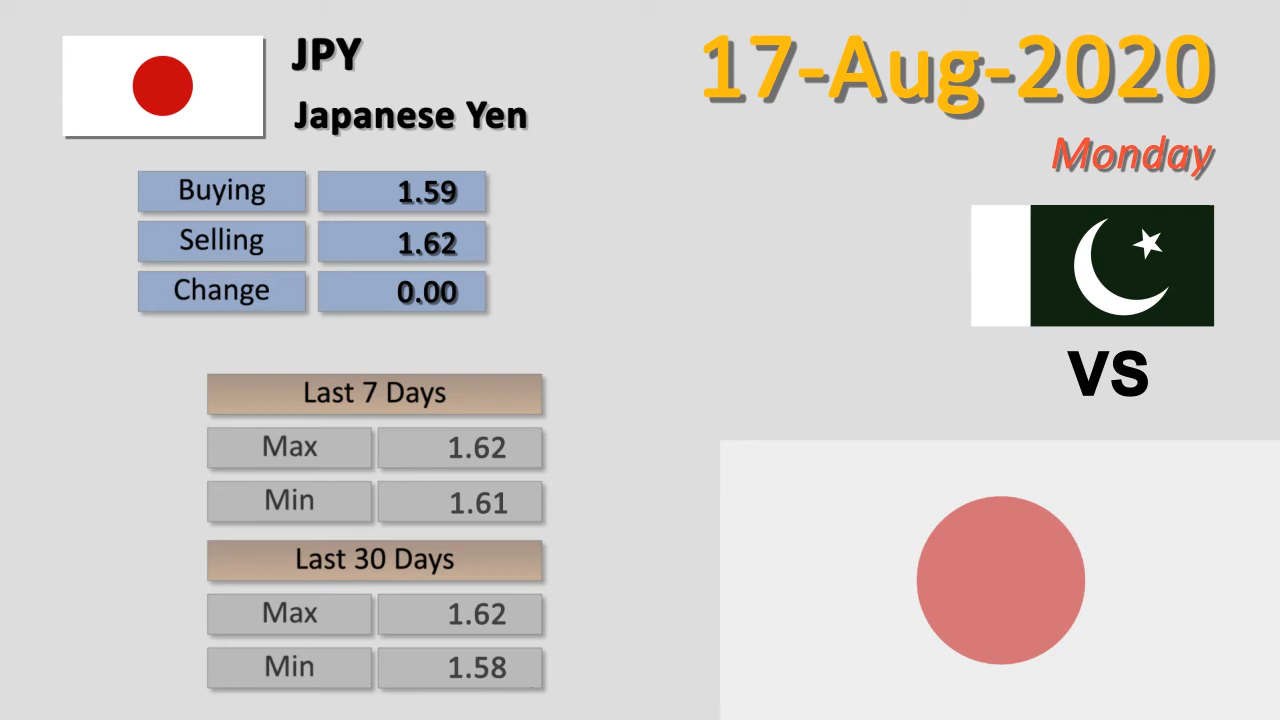 JPY
Japanese Yen
17-Aug-2020
Monday
Buying 1.59
Selling 1.62
Change 0.00
VS
Last 7 Days
Max 1.62
Min 1.61
Last 30 Days
Max 1.62
Min 1.58